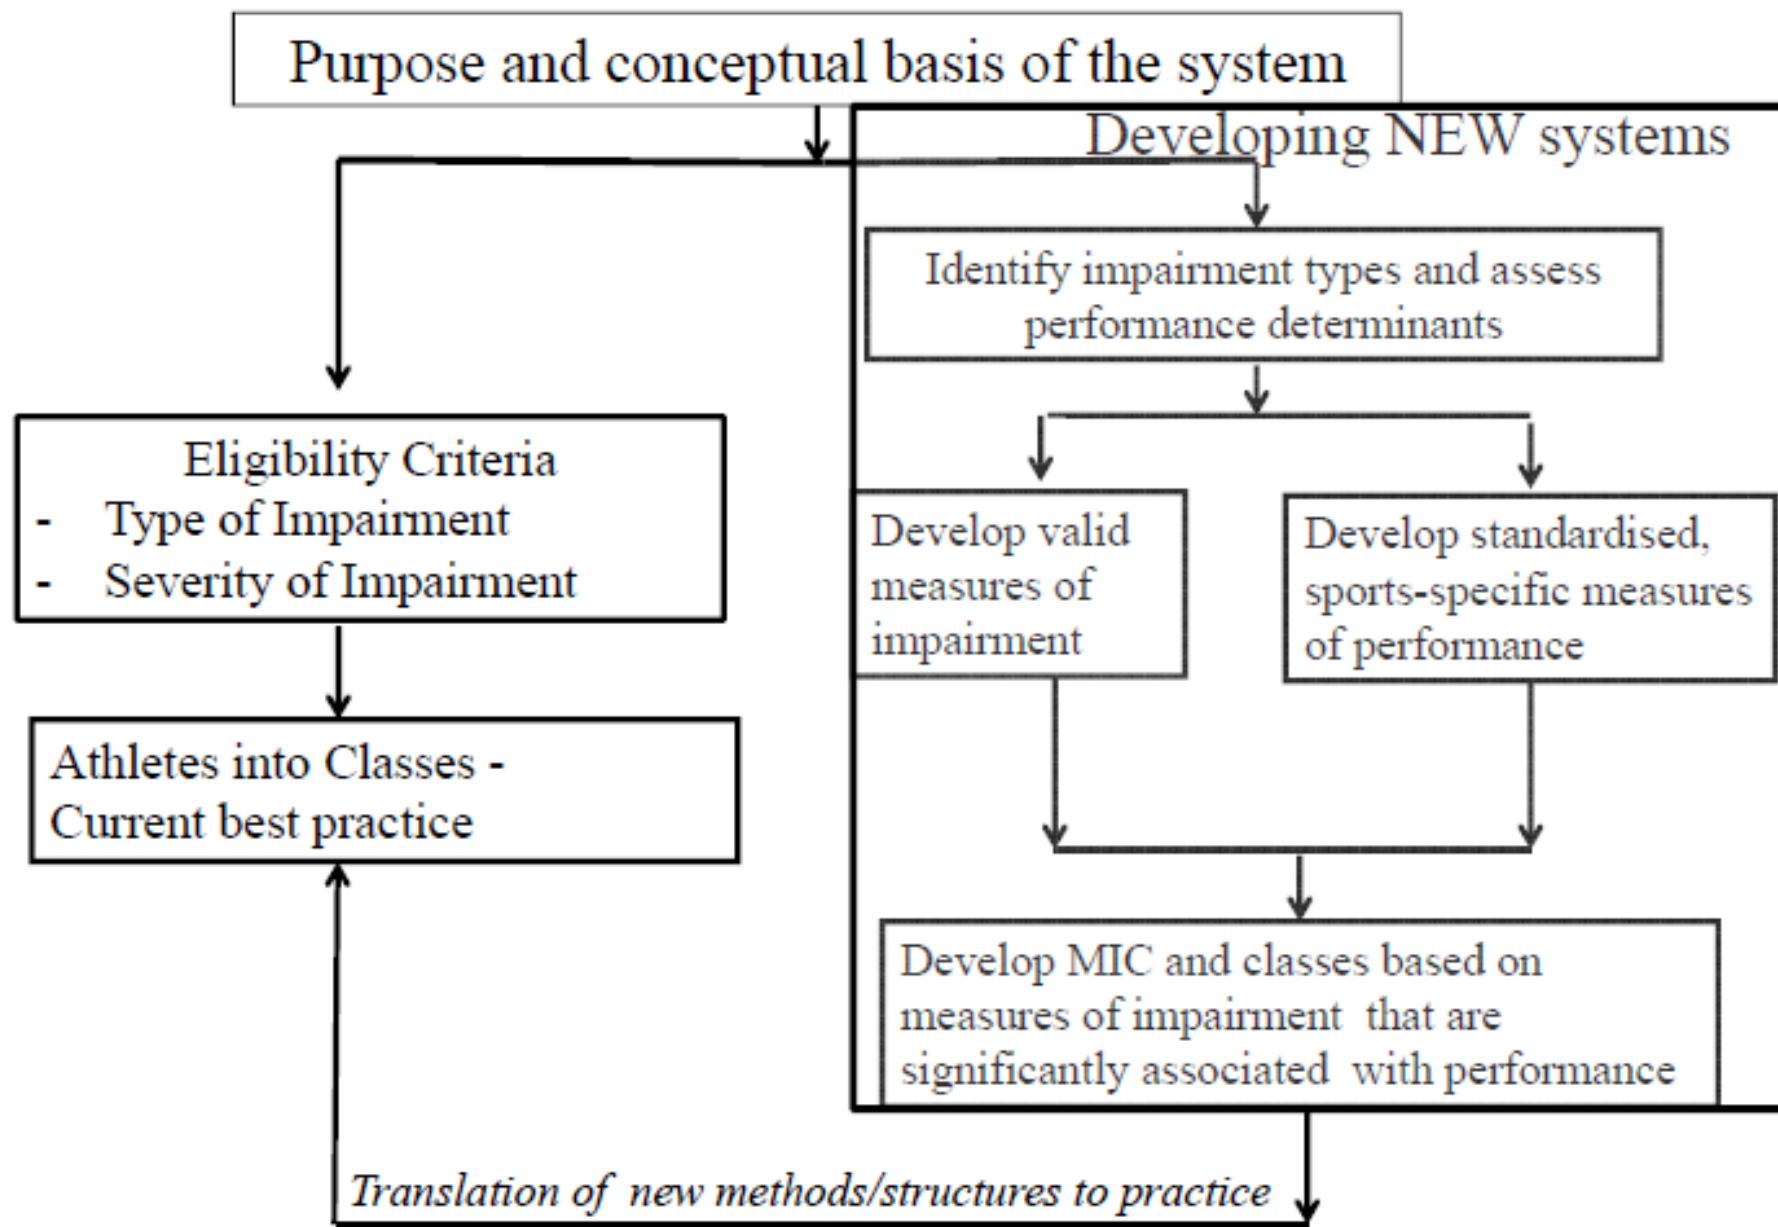 Purpose and conceptual basis of the system
Developing NEW systems
Identify impairment types and assess
performance determinants
Eligibility Criteria
- Type of Impairment
- Severity of Impairment
Develop valid
measures of
impairment
Develop standardised,
sports-specific measures
of performance
Athletes into Classes -
Current best practice
Develop MIC and classes based on
measures of impairment that are
significantly associated with performance
Translation of new methods/structures to practice